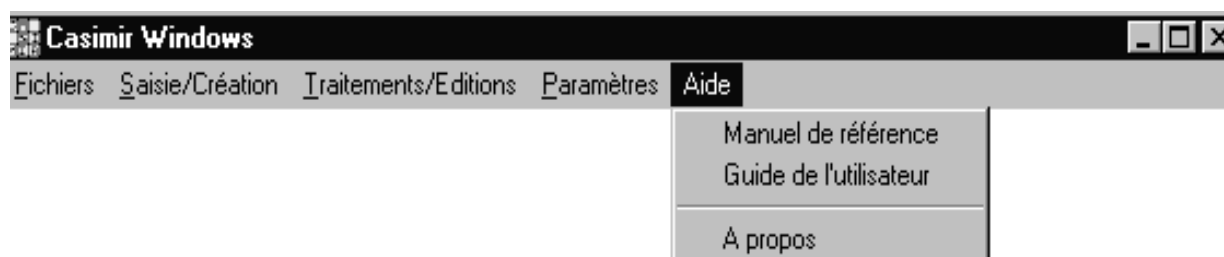 Casimir Windows
Fichiers Saisie/Création Traitements/Editions Paramètres Aide
Manuel de référence
Guide de l'utilisateur
A propos